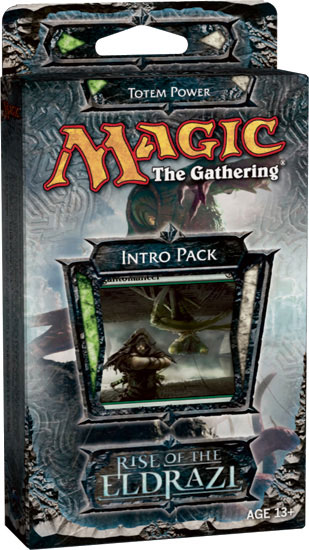 TOTEM POWER
MAGIC
The Gathering®
INTRO PACK
RISE OF THE
ELDRAZI
AGE 13+